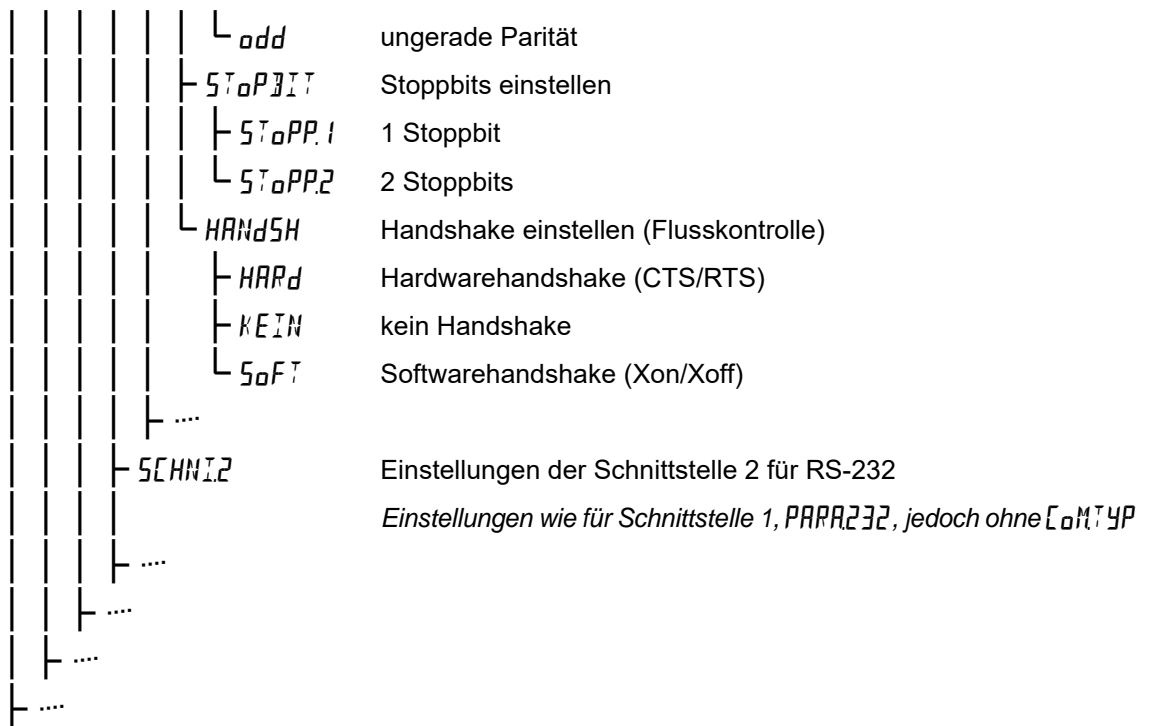 odd ungerade Parität
SToPBIT Stoppbits einstellen
SToPP.1 1 Stoppbit
SToPP.2 2 Stoppbits
HANdSH Handshake einstellen (Flusskontrolle)
HARd Hardwarehandshake (CTS/RTS)
KEIN kein Handshake
SoFT Softwarehandshake (Xon/Xoff)
.....
SCHNI.2 Einstellungen der Schnittstelle 2 für RS-232
Einstellungen wie für Schnittstelle 1, PARA.232, jedoch ohne CoM.TYP
.....
.....
.....
.....